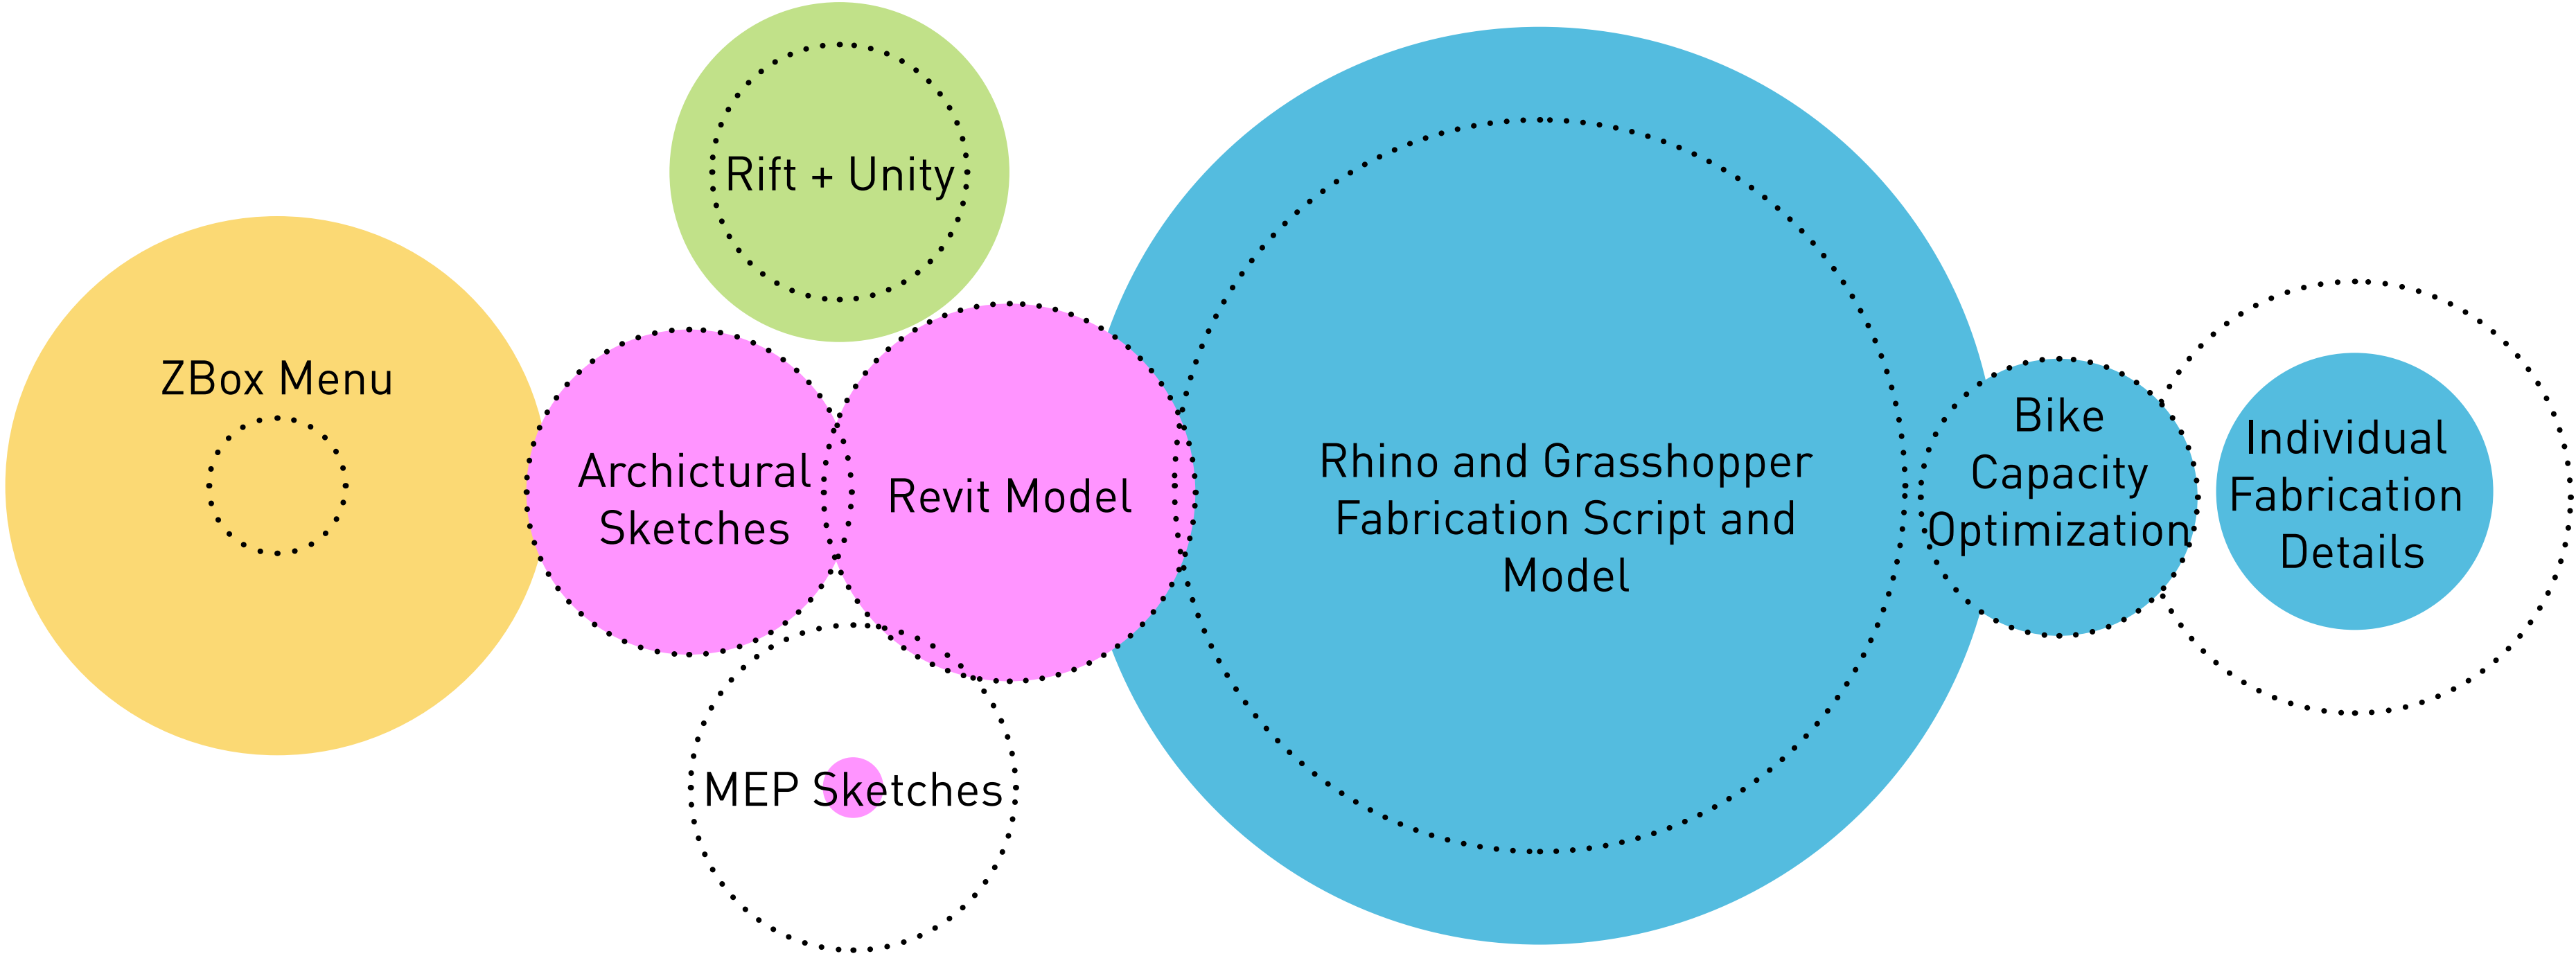 Rift + Unity
ZBox Menu
Archictural
Sketches
Revit Model
MEP Sketches
Rhino and Grasshopper
Fabrication Script and
Model
Bike
Capacity
Optimization
Individual
Fabrication
Details